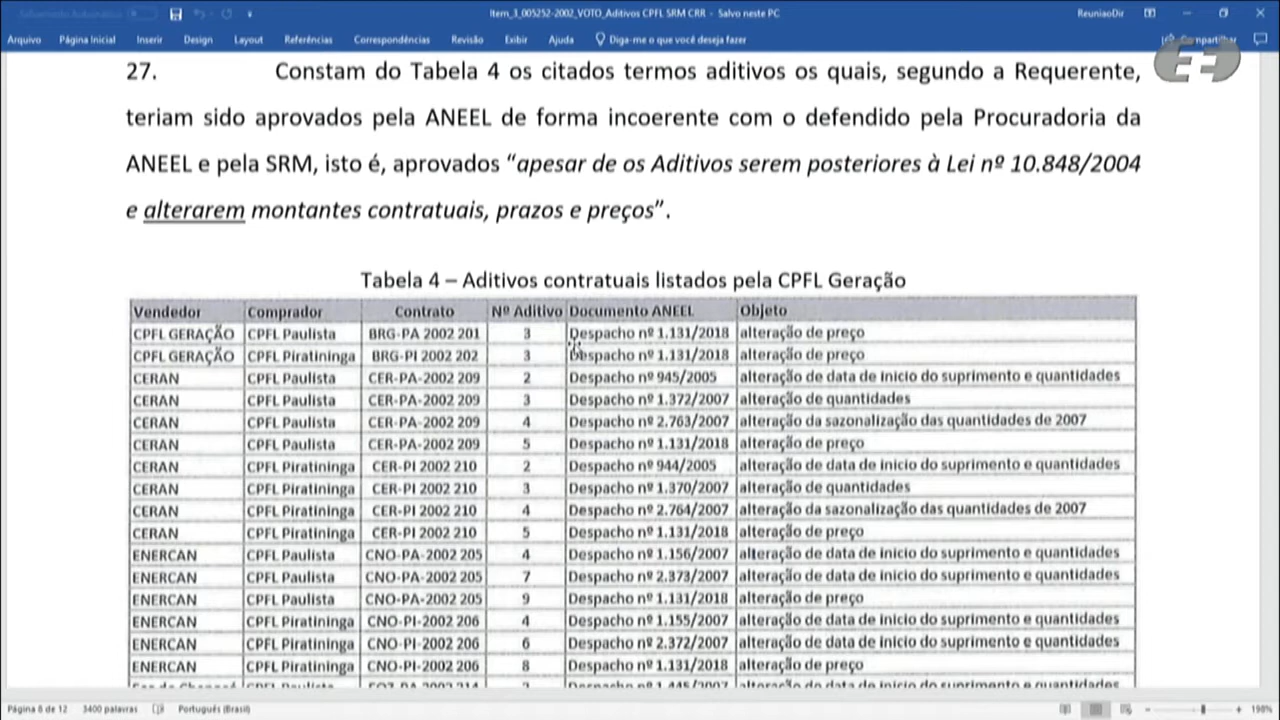 Item_3_005252-2002_VOTO_Aditivos CPFL SRM CRR - Salvo neste PC
ReuniaoDir
Arquivo Página Inicial Inserir Design Layout Referências Correspondências Revisão Exibir Ajuda Diga-me o que você deseja fazer Compartilhar
27. Constam do Tabela 4 os citados termos aditivos os quais, segundo a Requerente,
teriam sido aprovados pela ANEEL de forma incoerente com o defendido pela Procuradoria da
ANEEL e pela SRM, isto é, aprovados “apesar de os Aditivos serem posteriores à Lei nº 10.848/2004
e alterarem montantes contratuais, prazos e preços”.
Tabela 4 – Aditivos contratuais listados pela CPFL Geração
Vendedor Comprador Contrato Nº Aditivo Documento ANEEL Objeto
CPFL GERAÇÃO CPFL Paulista BRG-PA 2002 201 3 Despacho nº 1.131/2018 alteração de preço
CPFL GERAÇÃO CPFL Piratininga BRG-PI 2002 202 3 Despacho nº 1.131/2018 alteração de preço
CERAN CPFL Paulista CER-PA-2002 209 2 Despacho nº 945/2005 alteração de data de início do suprimento e quantidades
CERAN CPFL Paulista CER-PA-2002 209 3 Despacho nº 1.372/2007 alteração de quantidades
CERAN CPFL Paulista CER-PA-2002 209 4 Despacho nº 2.763/2007 alteração da sazonalização das quantidades de 2007
CERAN CPFL Paulista CER-PA-2002 209 5 Despacho nº 1.131/2018 alteração de preço
CERAN CPFL Piratininga CER-PI 2002 210 2 Despacho nº 944/2005 alteração de data de início do suprimento e quantidades
CERAN CPFL Piratininga CER-PI 2002 210 3 Despacho nº 1.370/2007 alteração de quantidades
CERAN CPFL Piratininga CER-PI 2002 210 4 Despacho nº 2.764/2007 alteração da sazonalização das quantidades de 2007
CERAN CPFL Piratininga CER-PI 2002 210 5 Despacho nº 1.131/2018 alteração de preço
ENERCAN CPFL Paulista CNO-PA-2002 205 4 Despacho nº 1.156/2007 alteração de data de início do suprimento e quantidades
ENERCAN CPFL Paulista CNO-PA-2002 205 7 Despacho nº 2.373/2007 alteração de data de início do suprimento e quantidades
ENERCAN CPFL Paulista CNO-PA-2002 205 9 Despacho nº 1.131/2018 alteração de preço
ENERCAN CPFL Piratininga CNO-PI-2002 206 4 Despacho nº 1.155/2007 alteração de data de início do suprimento e quantidades
ENERCAN CPFL Piratininga CNO-PI-2002 206 6 Despacho nº 2.372/2007 alteração de data de início do suprimento e quantidades
ENERCAN CPFL Piratininga CNO-PI-2002 206 8 Despacho nº 1.131/2018 alteração de preço
Página 8 de 12 3400 palavras Português (Brasil) 198%